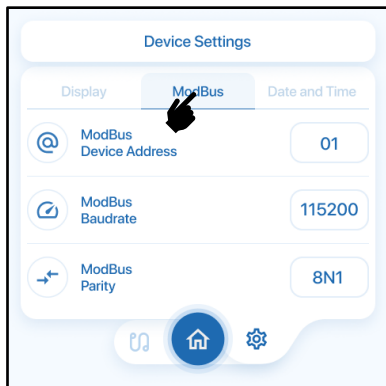 Device Settings
Display ModBus Date and Time
ModBus
Device Address
01
ModBus
Baudrate
115200
ModBus
Parity
8N1